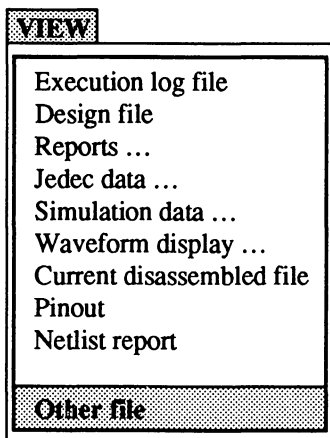 VIEW
Execution log file
Design file
Reports ...
Jedec data ...
Simulation data ...
Waveform display ...
Current disassembled file
Pinout
Netlist report
Other file